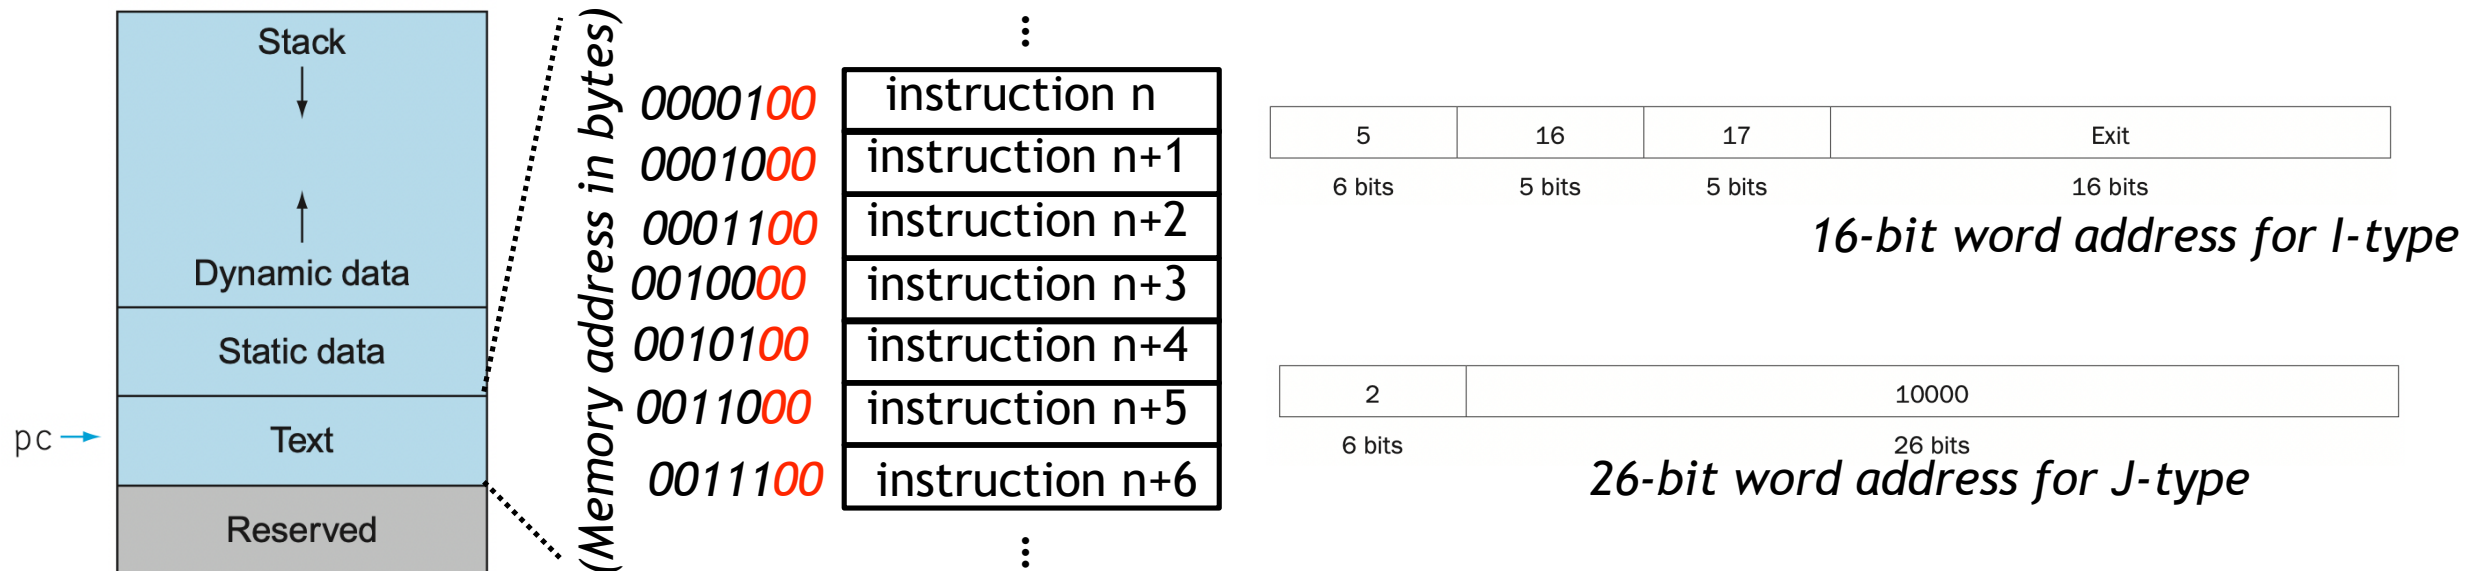 Stack
Dynamic data
Static data
Text
Reserved
pc
(Memory address in bytes)
⋮
0000100 instruction n
0001000 instruction n+1
0001100 instruction n+2
0010000 instruction n+3
0010100 instruction n+4
0011000 instruction n+5
0011100 instruction n+6
⋮
5 16 17 Exit
6 bits 5 bits 5 bits 16 bits
16-bit word address for I-type
2 10000
6 bits 26 bits
26-bit word address for J-type